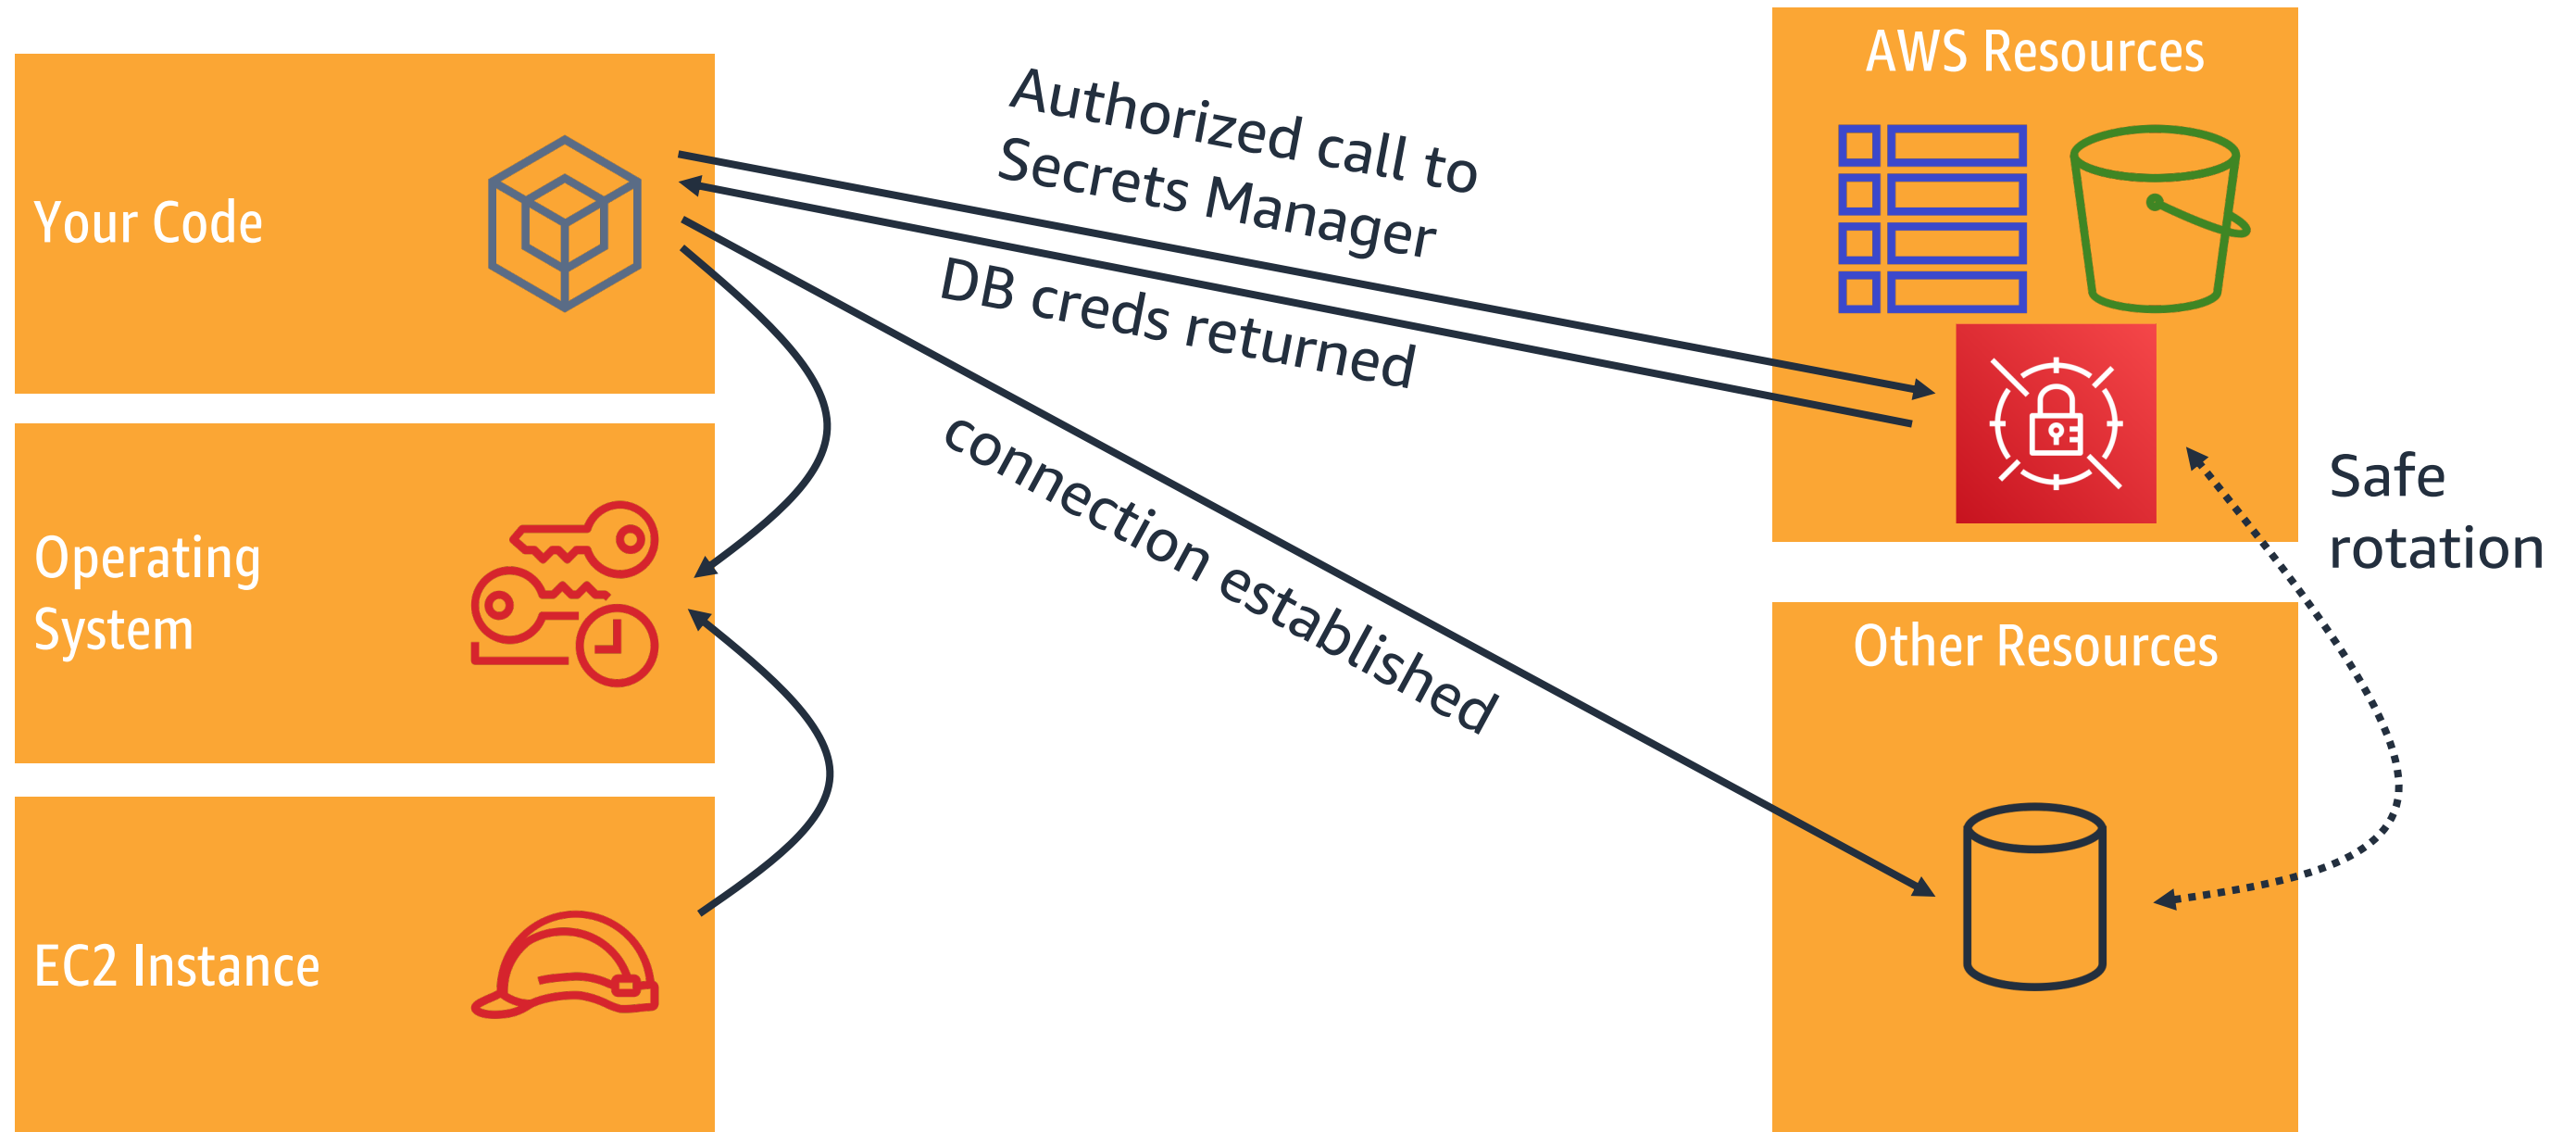 Your Code
Operating
System
EC2 Instance
Authorized call to
Secrets Manager
DB creds returned
connection established
AWS Resources
Safe
rotation
Other Resources